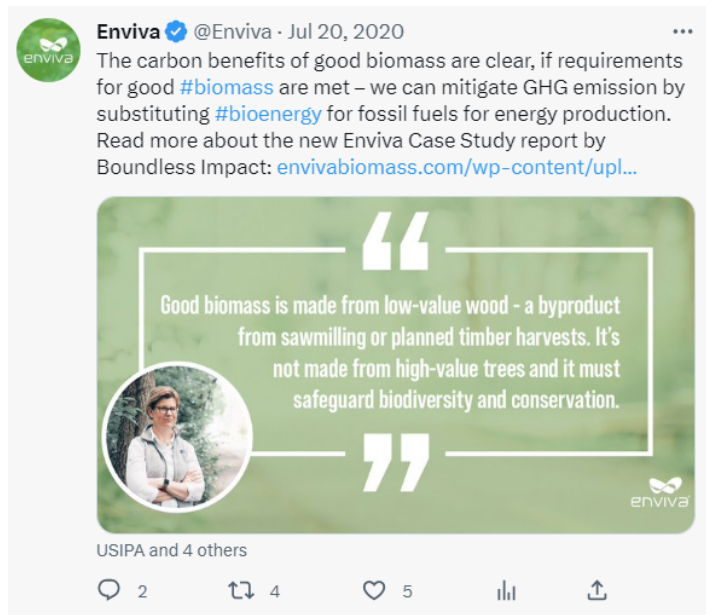 Enviva @Enviva · Jul 20, 2020
enviva
The carbon benefits of good biomass are clear, if requirements
for good #biomass are met – we can mitigate GHG emission by
substituting #bioenergy for fossil fuels for energy production.
Read more about the new Enviva Case Study report by
Boundless Impact: envivabiomass.com/wp-content/upl...
“
Good biomass is made from low-value wood - a byproduct
from sawmilling or planned timber harvests. It's
not made from high-value trees and it must
safeguard biodiversity and conservation.
”
enviva
USIPA and 4 others
2 4 5